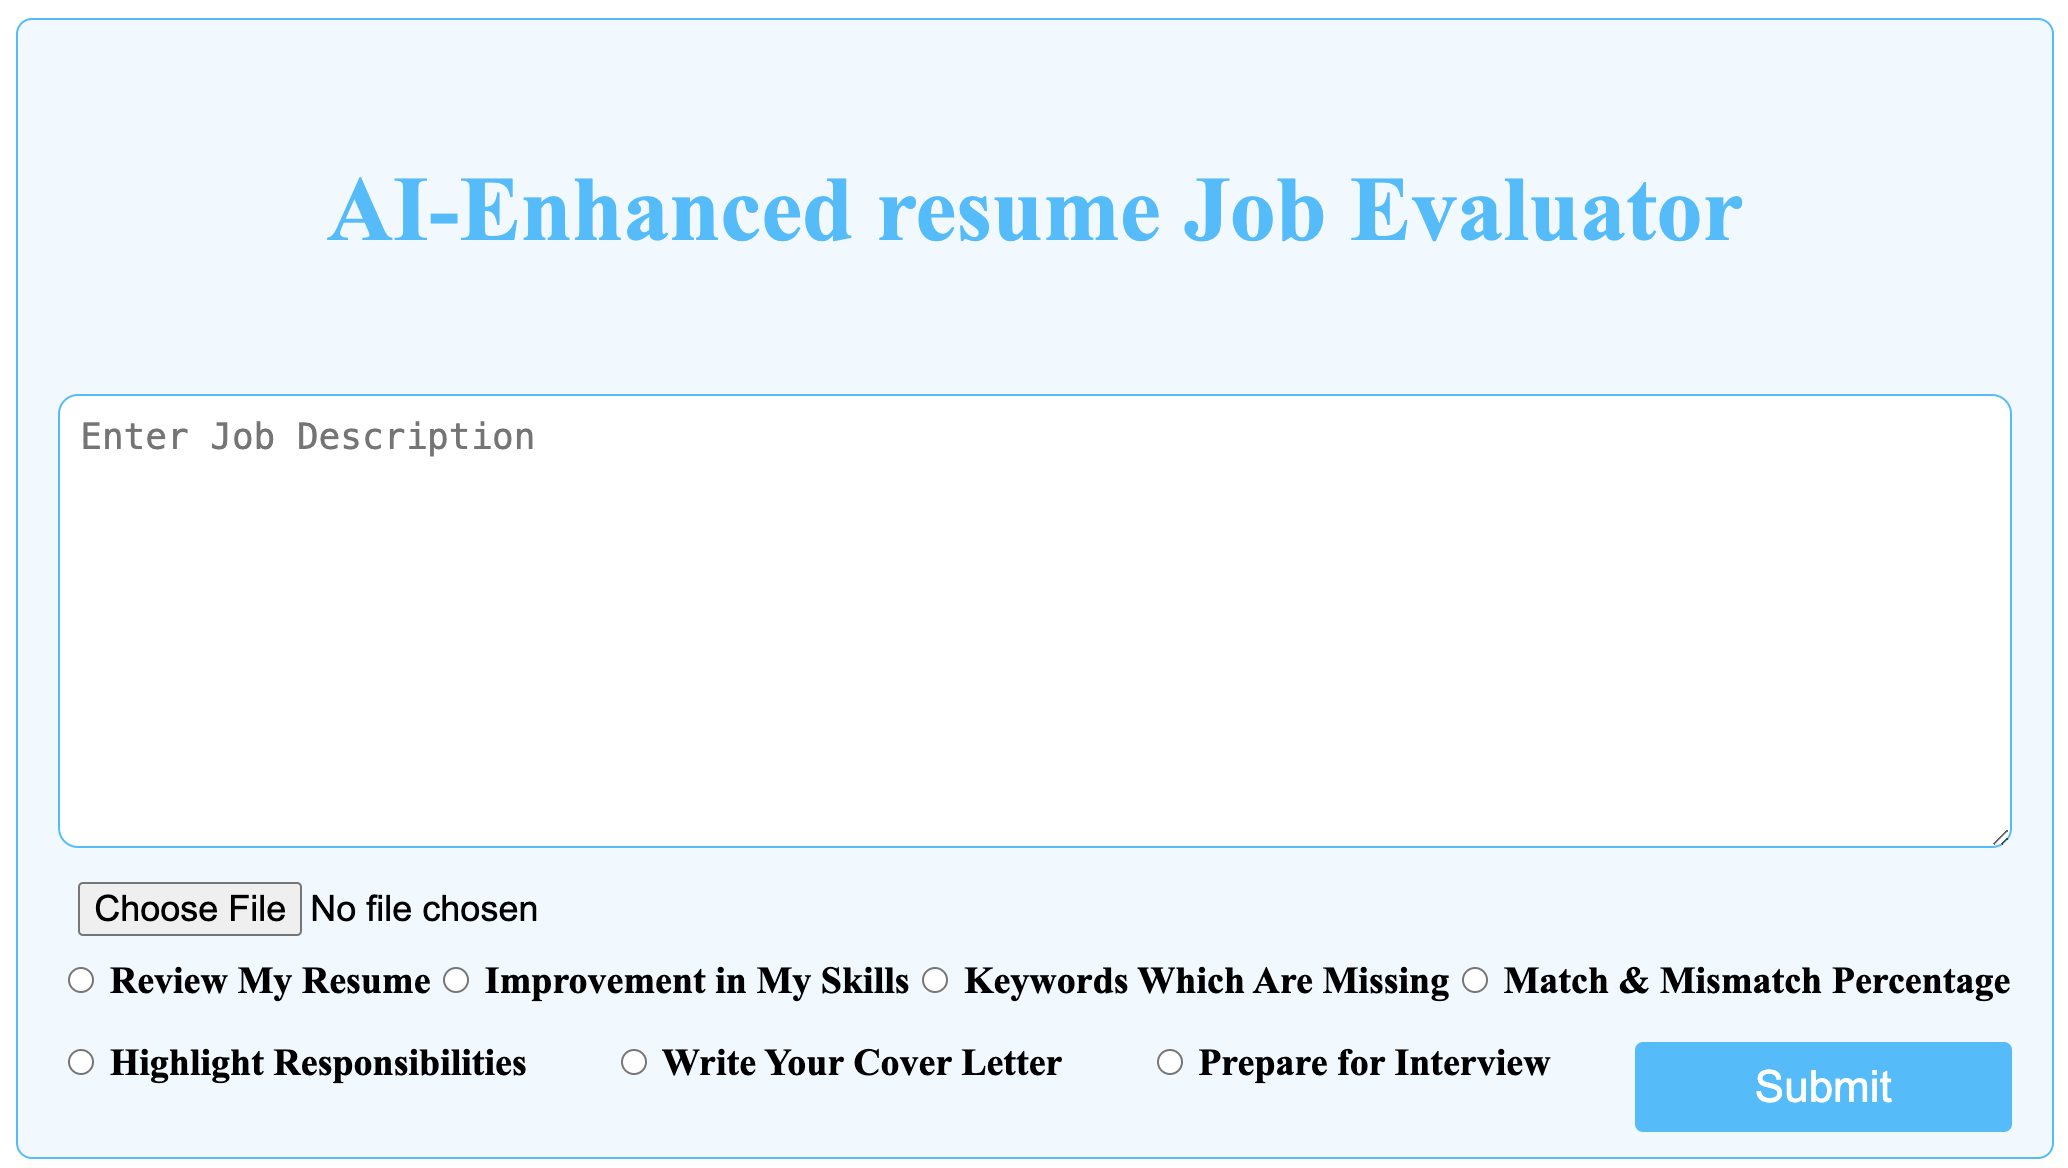 AI-Enhanced resume Job Evaluator
Enter Job Description
Choose File No file chosen
Review My Resume Improvement in My Skills Keywords Which Are Missing Match & Mismatch Percentage
Highlight Responsibilities Write Your Cover Letter Prepare for Interview Submit